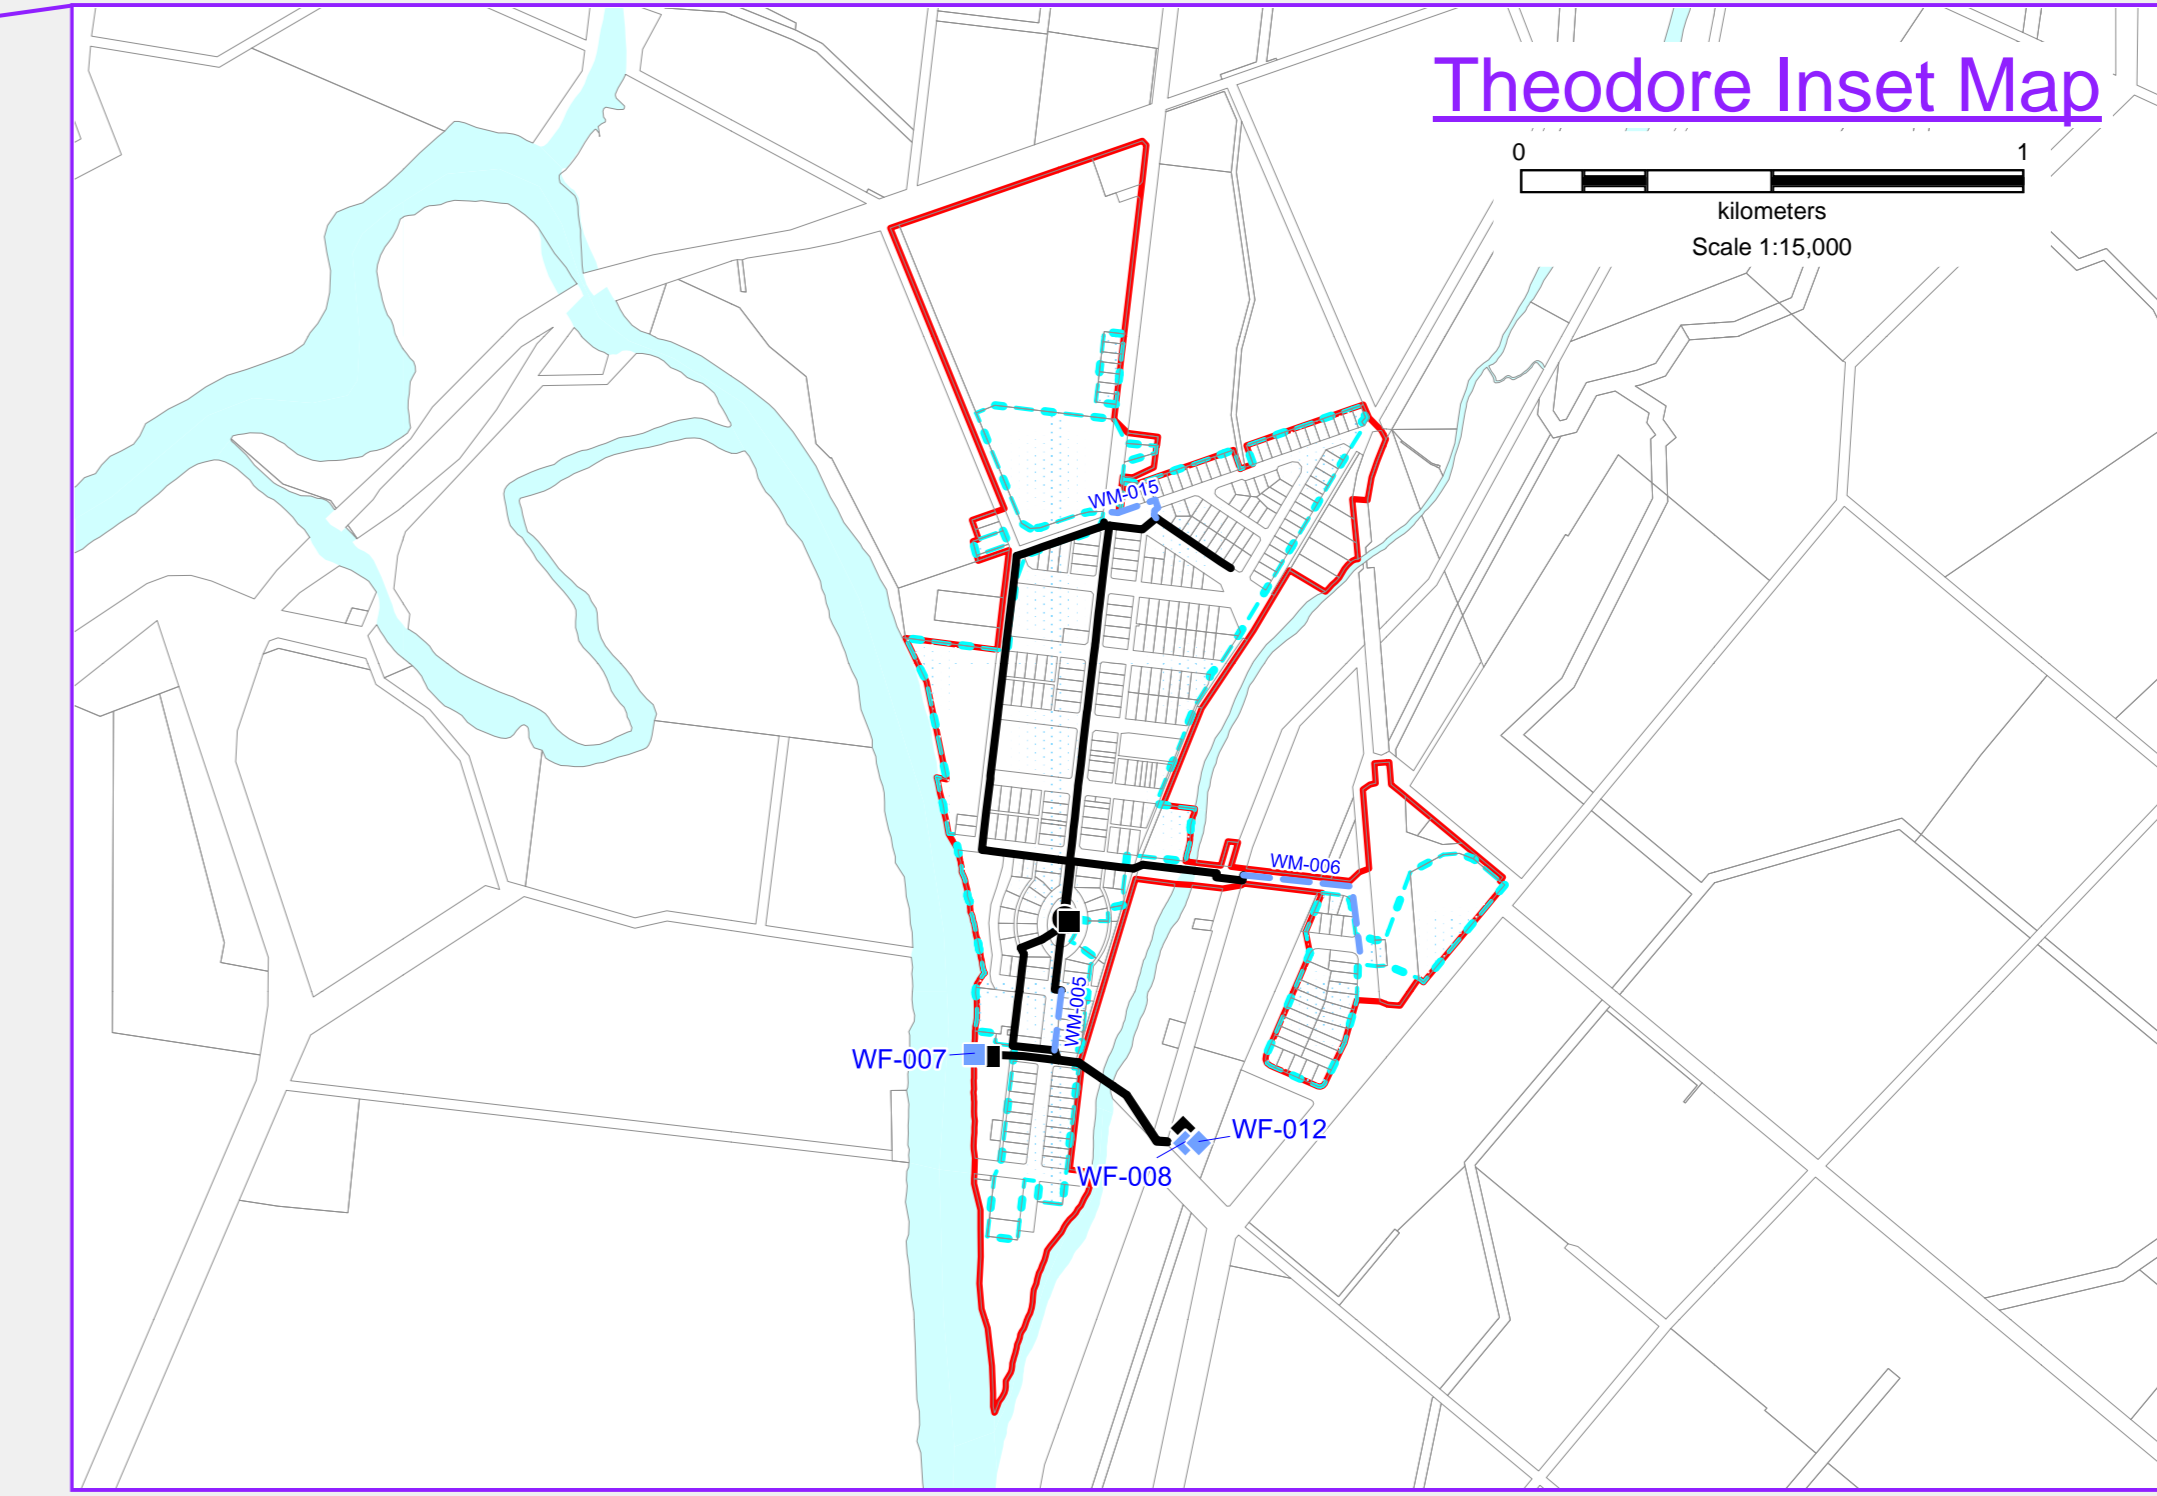 Theodore Inset Map
0 1
kilometers
Scale 1:15,000
WM-015
WM-006
WM-005
WF-007
WF-012
WF-008